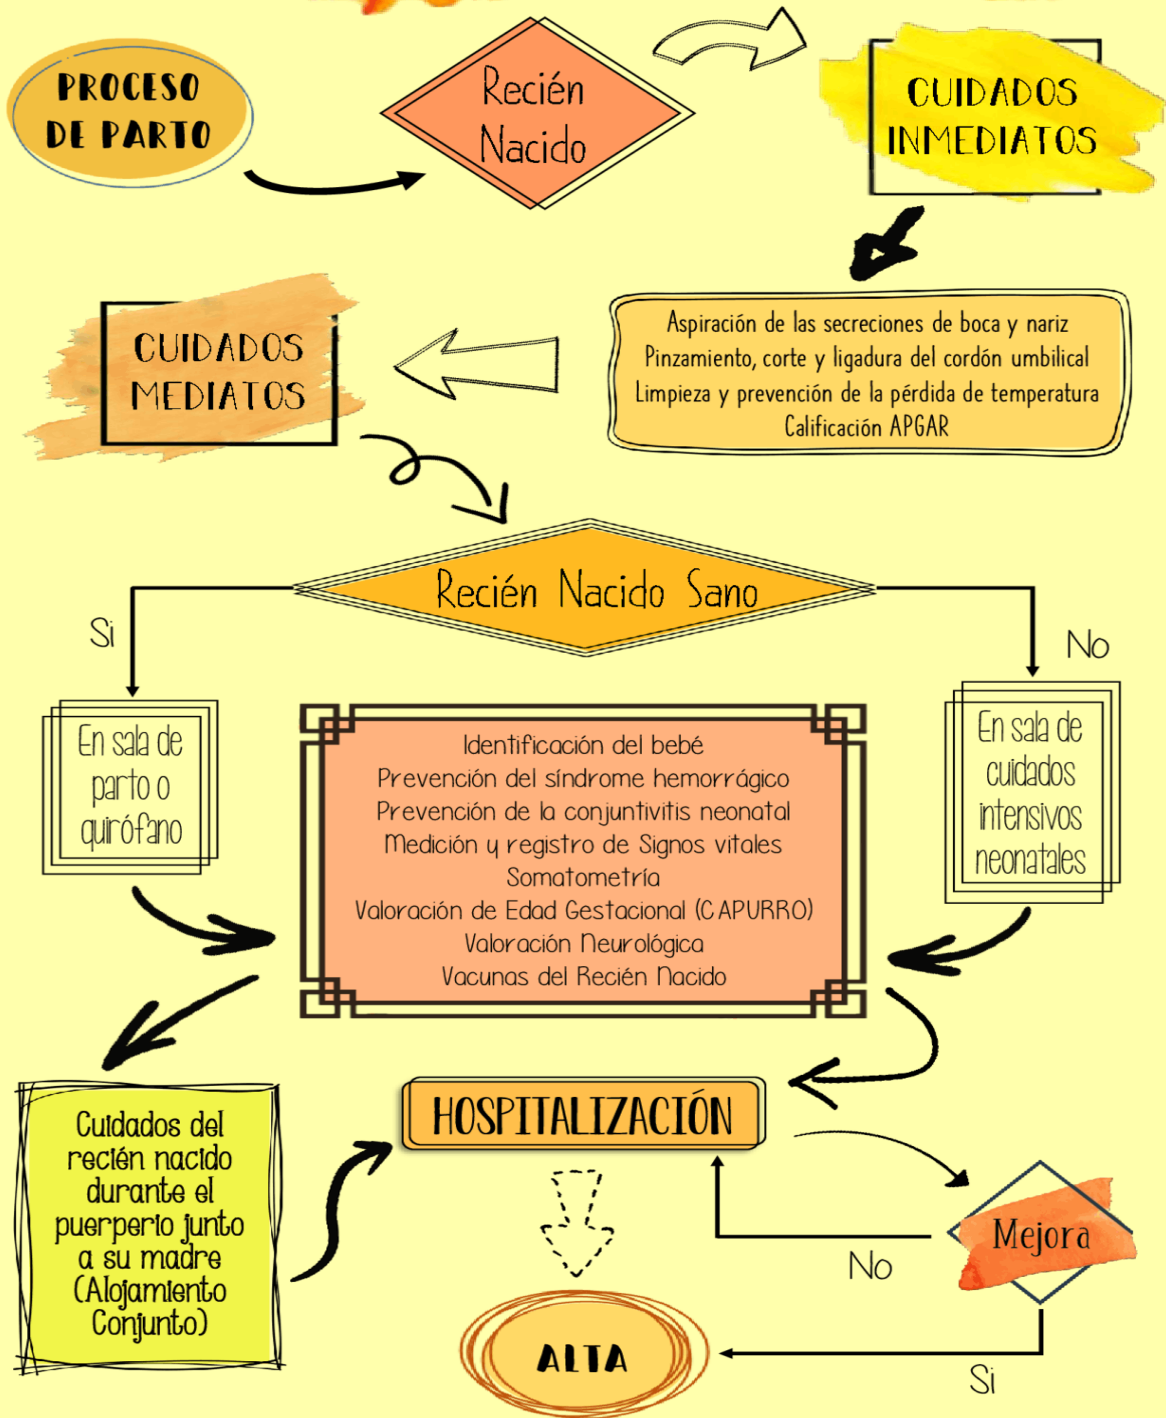 PROCESO
DE PARTO
Recién
Nacido
CUIDADOS
INMEDIATOS
Aspiración de las secreciones de boca y nariz
Pinzamiento, corte y ligadura del cordón umbilical
Limpieza y prevención de la pérdida de temperatura
Calificación APGAR
CUIDADOS
MEDIATOS
Recién Nacido Sano
Si
No
En sala de
parto o
quirófano
Identificación del bebé
Prevención del síndrome hemorrágico
Prevención de la conjuntivitis neonatal
Medición y registro de Signos vitales
Somatometría
Valoración de Edad Gestacional (CAPURRO)
Valoración Neurológica
Vacunas del Recién Nacido
En sala de
cuidados
intensivos
neonatales
Cuidados del
recién nacido
durante el
puerperio junto
a su madre
(Alojamiento
Conjunto)
HOSPITALIZACIÓN
Mejora
No
Si
ALTA